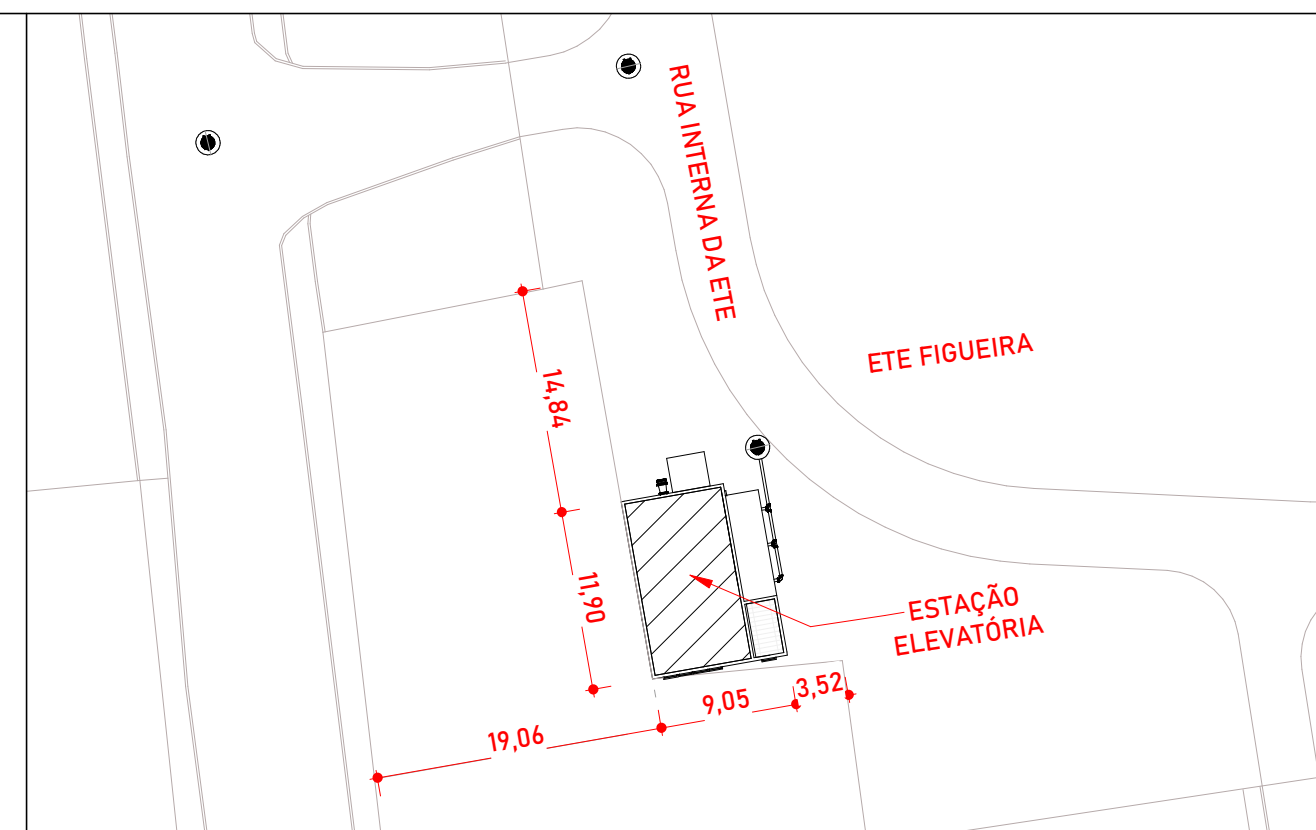 RUA INTERNA DA ETE
ETE FIGUEIRA
14,84
11,90
ESTAÇÃO
ELEVATÓRIA
3,52
9,05
19,06